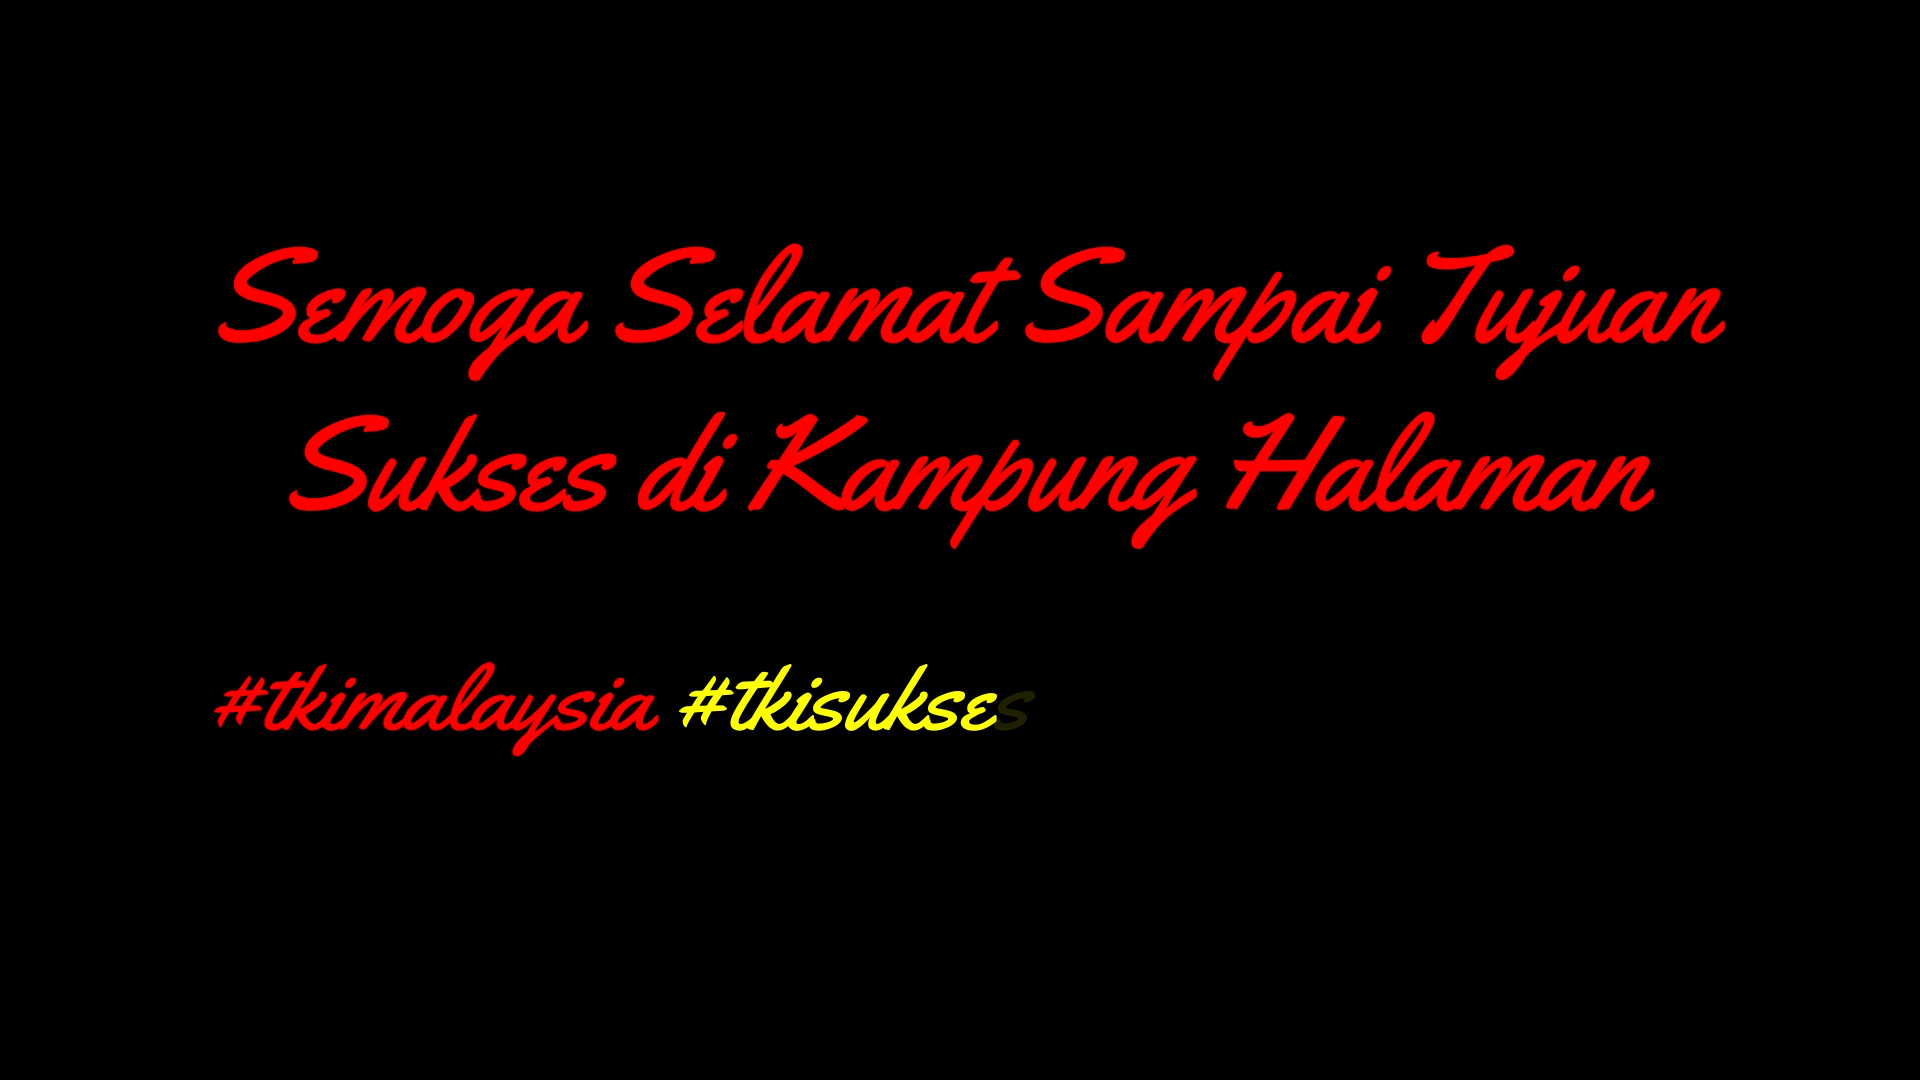 Semoga Selamat Sampai Tujuan
Sukses di Kampung Halaman
#tkimalaysia #tkisukses